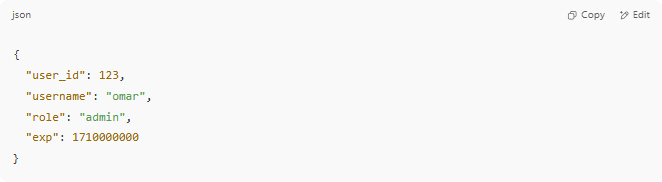 json Copy Edit
{
"user_id": 123,
"username": "omar",
"role": "admin",
"exp": 1710000000
}